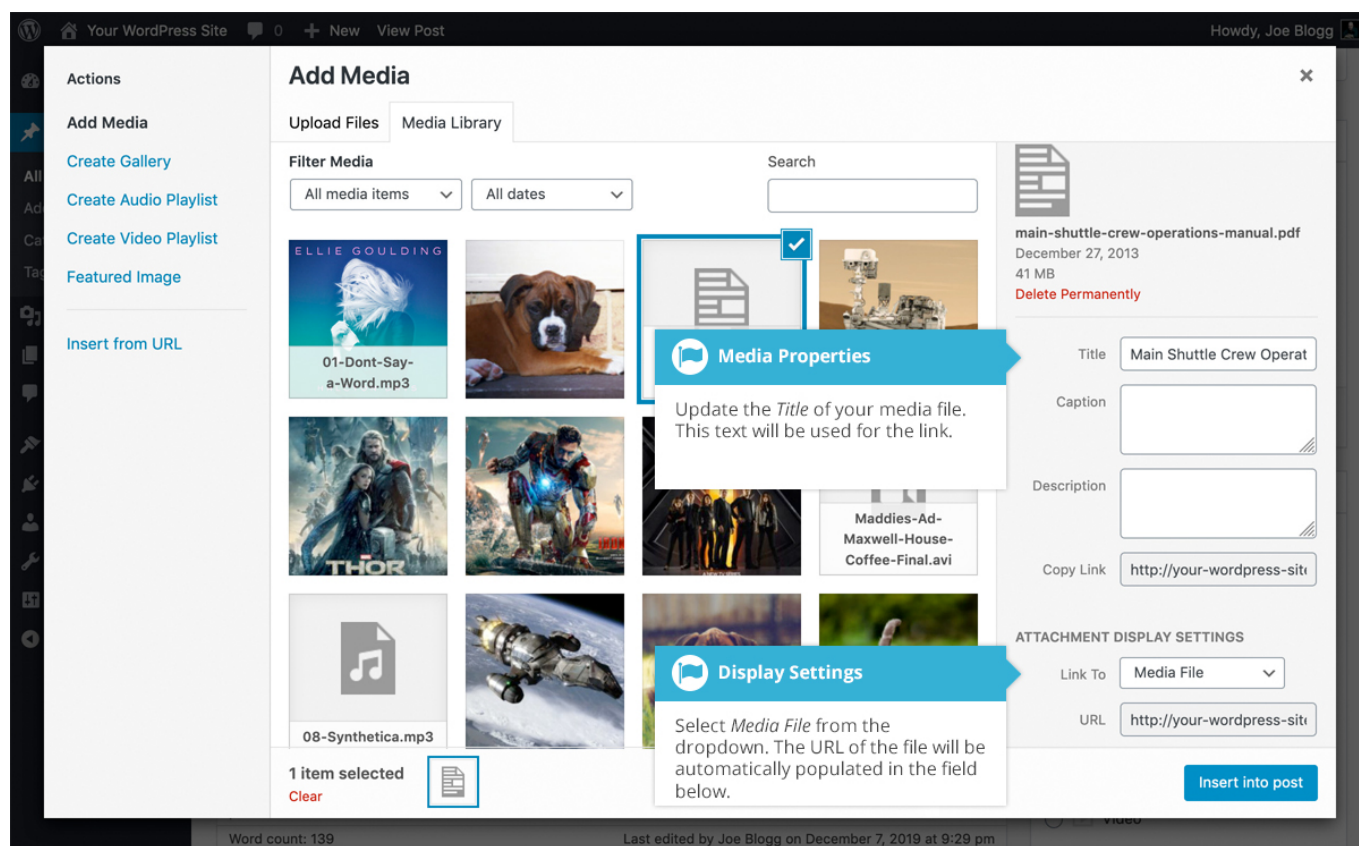 Your WordPress Site 0 + New View Post Howdy, Joe Blogg
Actions
Add Media
Create Gallery
Create Audio Playlist
Create Video Playlist
Featured Image
Insert from URL
All
Add Media
Upload Files Media Library
Filter Media
All media items
All dates
Search
ELLIE GOULDING
01-Dont-Say-
a-Word.mp3
THOR
Maddies-Ad-
Maxwell-House-
Coffee-Final.avi
08-Synthetica.mp3
Media Properties
Update the Title of your media file.
This text will be used for the link.
Display Settings
Select Media File from the
dropdown. The URL of the file will be
automatically populated in the field
below.
main-shuttle-crew-operations-manual.pdf
December 27, 2013
41 MB
Delete Permanently
Title Main Shuttle Crew Operat
Caption
Description
Copy Link http://your-wordpress-site
ATTACHMENT DISPLAY SETTINGS
Link To Media File
URL http://your-wordpress-site
1 item selected
Clear
Insert into post
Video
Word count: 139 Last edited by Joe Blogg on December 7, 2019 at 9:29 pm